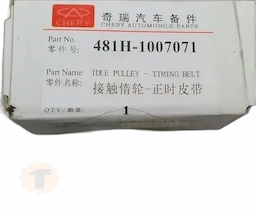 CHERY
奇瑞汽车备件
CHERY AUTOMOBILE PARTS
Part No.
零件号:
481H-1007071
Part Name IDLE PULLEY - TIMING BELT
零件名称: 接触惰轮-正时皮带
QTY/数量: 1
T